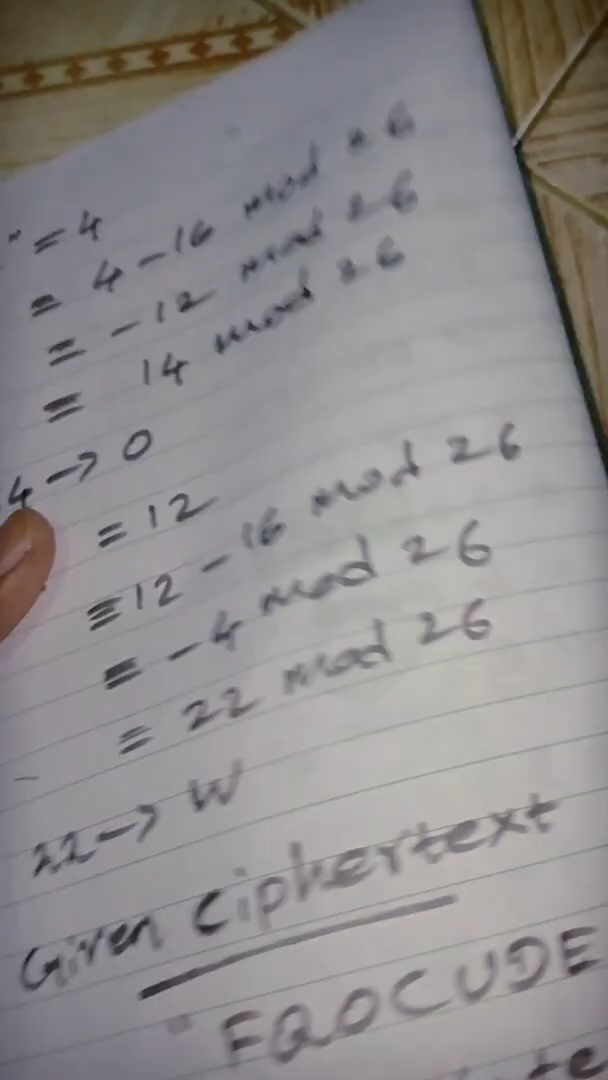 " = 4
= 4 - 16 mod 26
= -12 mod 26
= 14 mod 26
4 -> O
= 12
= 12 - 16 mod 26
= -4 mod 26
= 22 mod 26
22 -> W
Given Ciphertext
"FQOCUDE
te